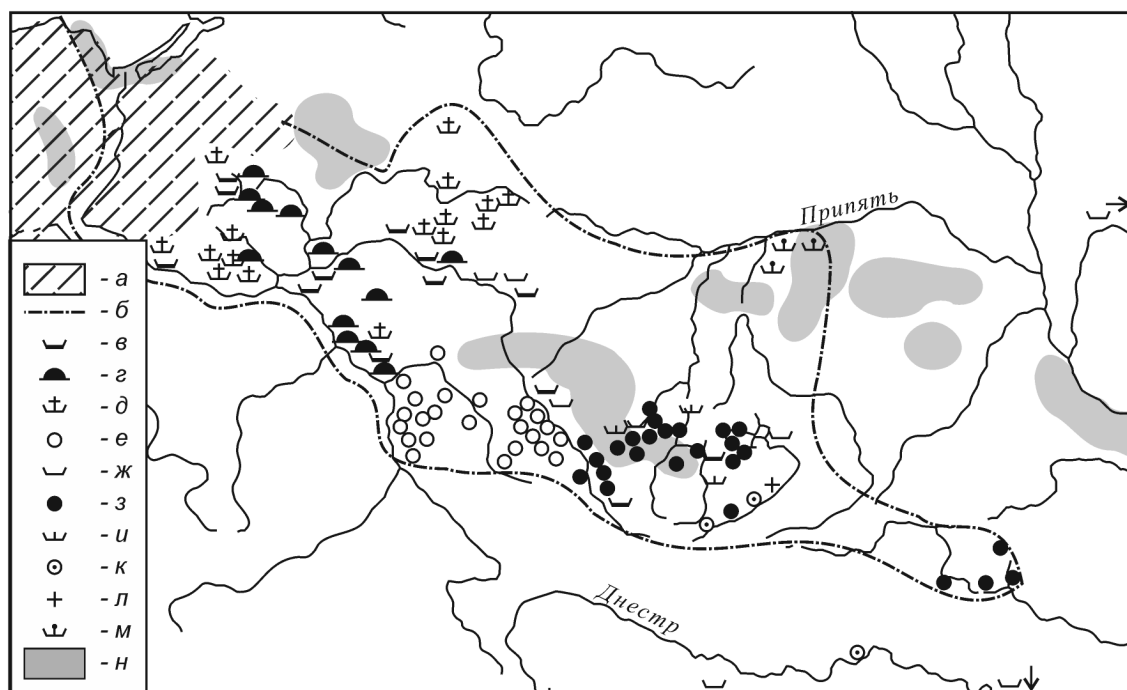 Припять
- а
- б
- в
- г
- д
- е
- ж
- з
- и
- к
- л
- м
- н
Днестр